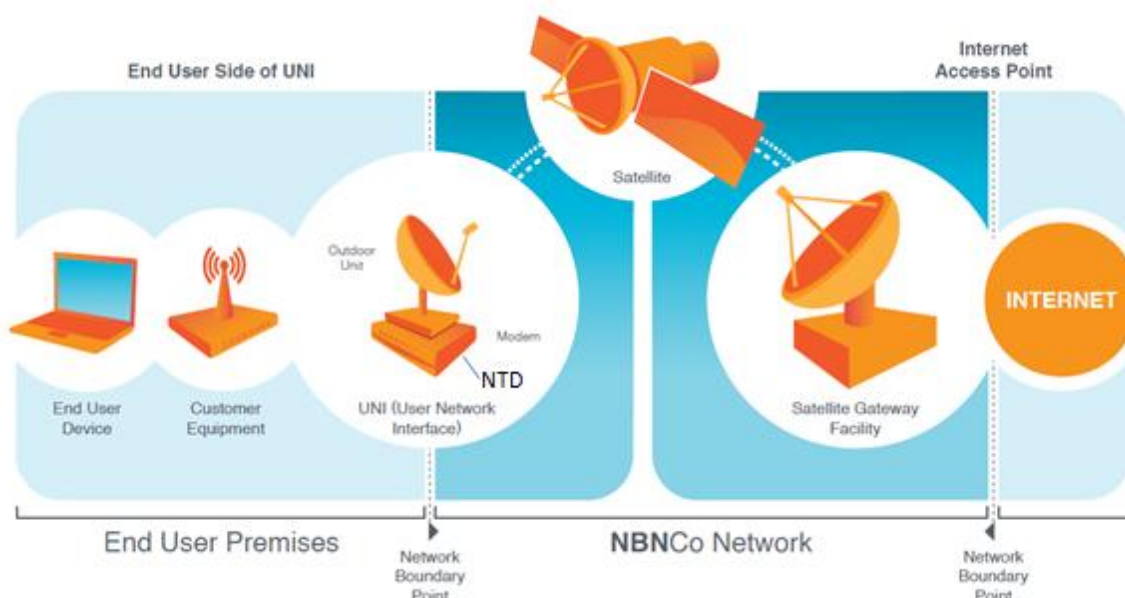 End User Side of UNI
Internet
Access Point
Satellite
Outdoor
Unit
Modem
NTD
INTERNET
End User
Device
Customer
Equipment
UNI (User Network
Interface)
Satellite Gateway
Facility
End User Premises
NBNCo Network
Network
Boundary
Point
Network
Boundary
Point